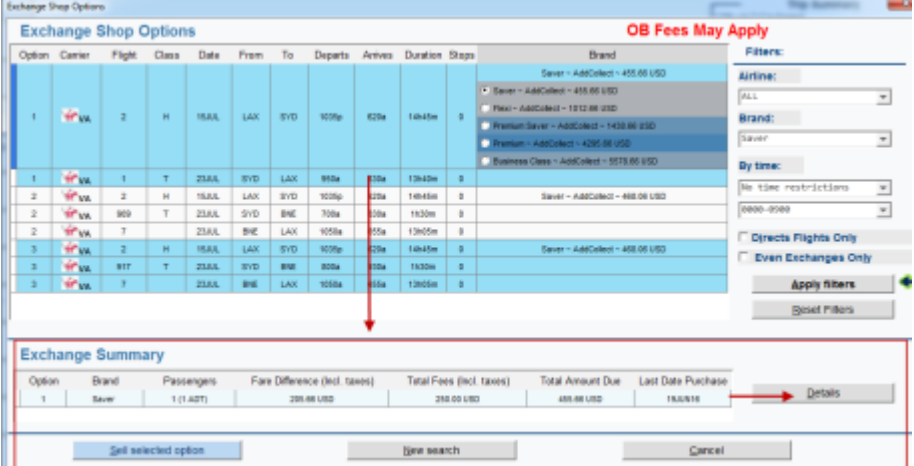 Exchange Shop Options
Exchange Shop Options OB Fees May Apply
Option Carrier Flight Class Date From To Departs Arrives Duration Stops Brand Filters:
Saver ~ AddCollect ~ 455.66 USD Airline:
Saver ~ AddCollect ~ 455.66 USD ALL
Flexi ~ AddCollect ~ 1012.66 USD Brand:
1 VA 2 H 15JUL LAX SYD 1035p 620a 14h45m 0 Premium Saver ~ AddCollect ~ 1438.66 USD Saver
Premium ~ AddCollect ~ 4295.66 USD
Business Class ~ AddCollect ~ 5578.66 USD By time:
1 VA 1 T 23JUL SYD LAX 13h40m 0 No time restrictions
2 VA 2 H 15JUL LAX SYD 1035p 620a 14h45m 0 Saver ~ AddCollect ~ 468.06 USD
2 VA 909 T 23JUL SYD BNE 700a 1h30m 0 0000-0900
2 VA 7 23JUL BNE LAX 1050a 13h05m 0 Directs Flights Only
3 VA 2 H 15JUL LAX SYD 1035p 620a 14h45m 0 Saver ~ AddCollect ~ 468.06 USD Even Exchanges Only
3 VA 917 T 23JUL SYD BNE 800a 1h30m 0
3 VA 7 23JUL BNE LAX 1050a 13h05m 0 Apply filters
Reset Filters
Exchange Summary
Option Brand Passengers Fare Difference (Incl. taxes) Total Fees (Incl. taxes) Total Amount Due Last Date Purchase
1 Saver 1 (1 ADT) 205.66 USD 250.00 USD 455.66 USD 19JUN16 Details
Sell selected option New search Cancel